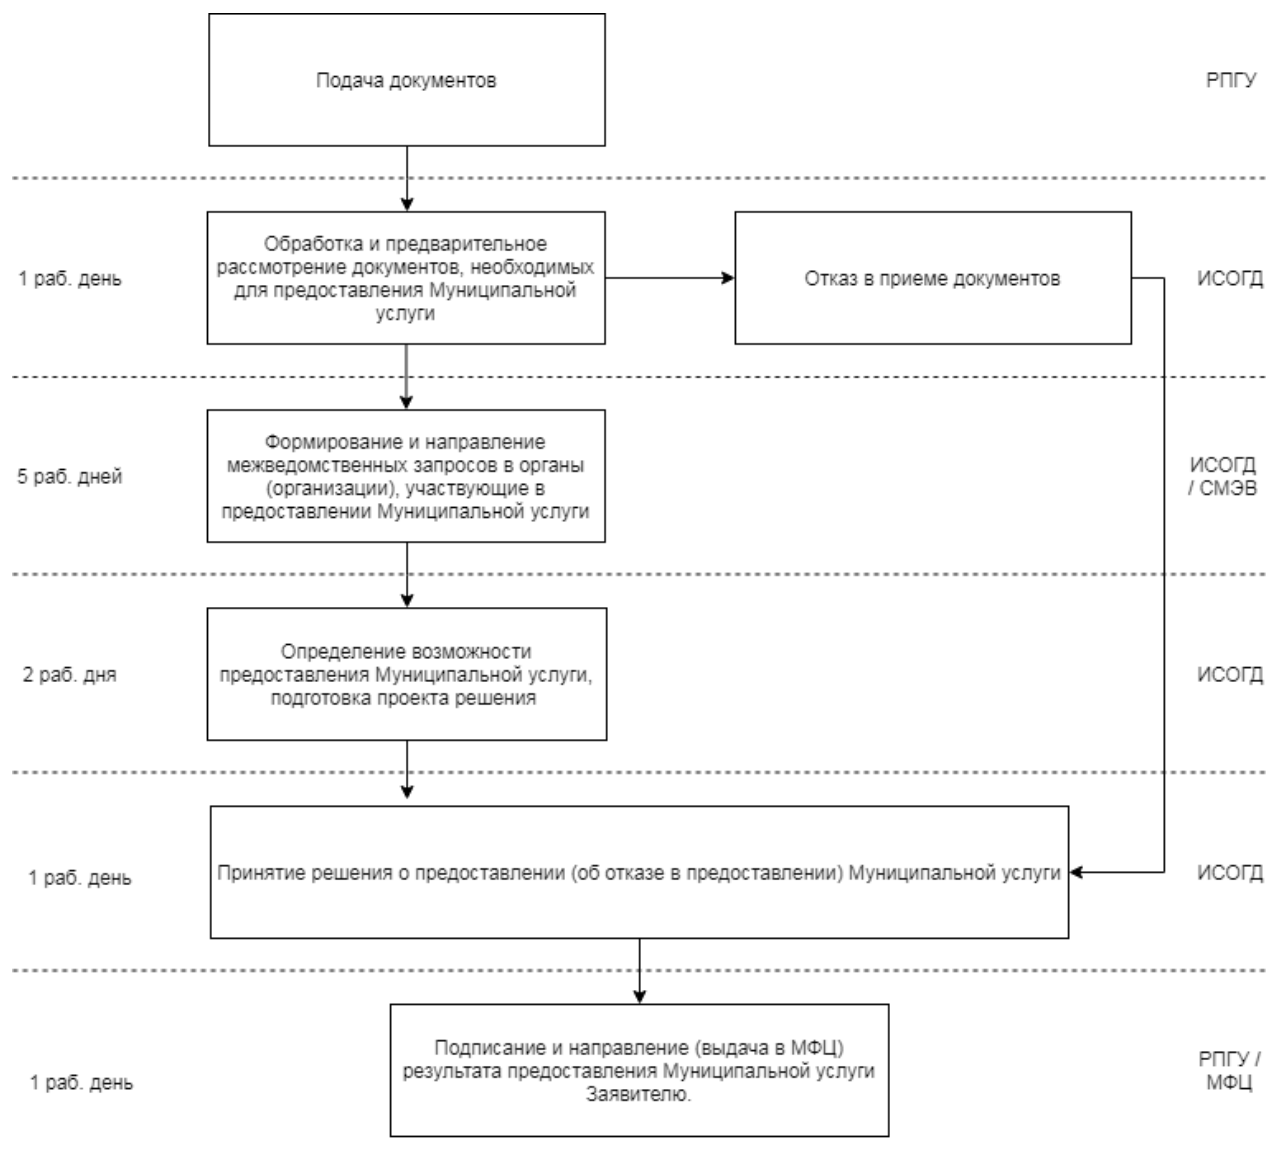 Подача документов
РПГУ
1 раб. день
Обработка и предварительное
рассмотрение документов, необходимых
для предоставления Муниципальной
услуги
Отказ в приеме документов
ИСОГД
5 раб. дней
Формирование и направление
межведомственных запросов в органы
(организации), участвующие в
предоставлении Муниципальной услуги
ИСОГД
/ СМЭВ
2 раб. дня
Определение возможности
предоставления Муниципальной услуги,
подготовка проекта решения
ИСОГД
1 раб. день
Принятие решения о предоставлении (об отказе в предоставлении) Муниципальной услуги
ИСОГД
1 раб. день
Подписание и направление (выдача в МФЦ)
результата предоставления Муниципальной услуги
Заявителю.
РПГУ /
МФЦ